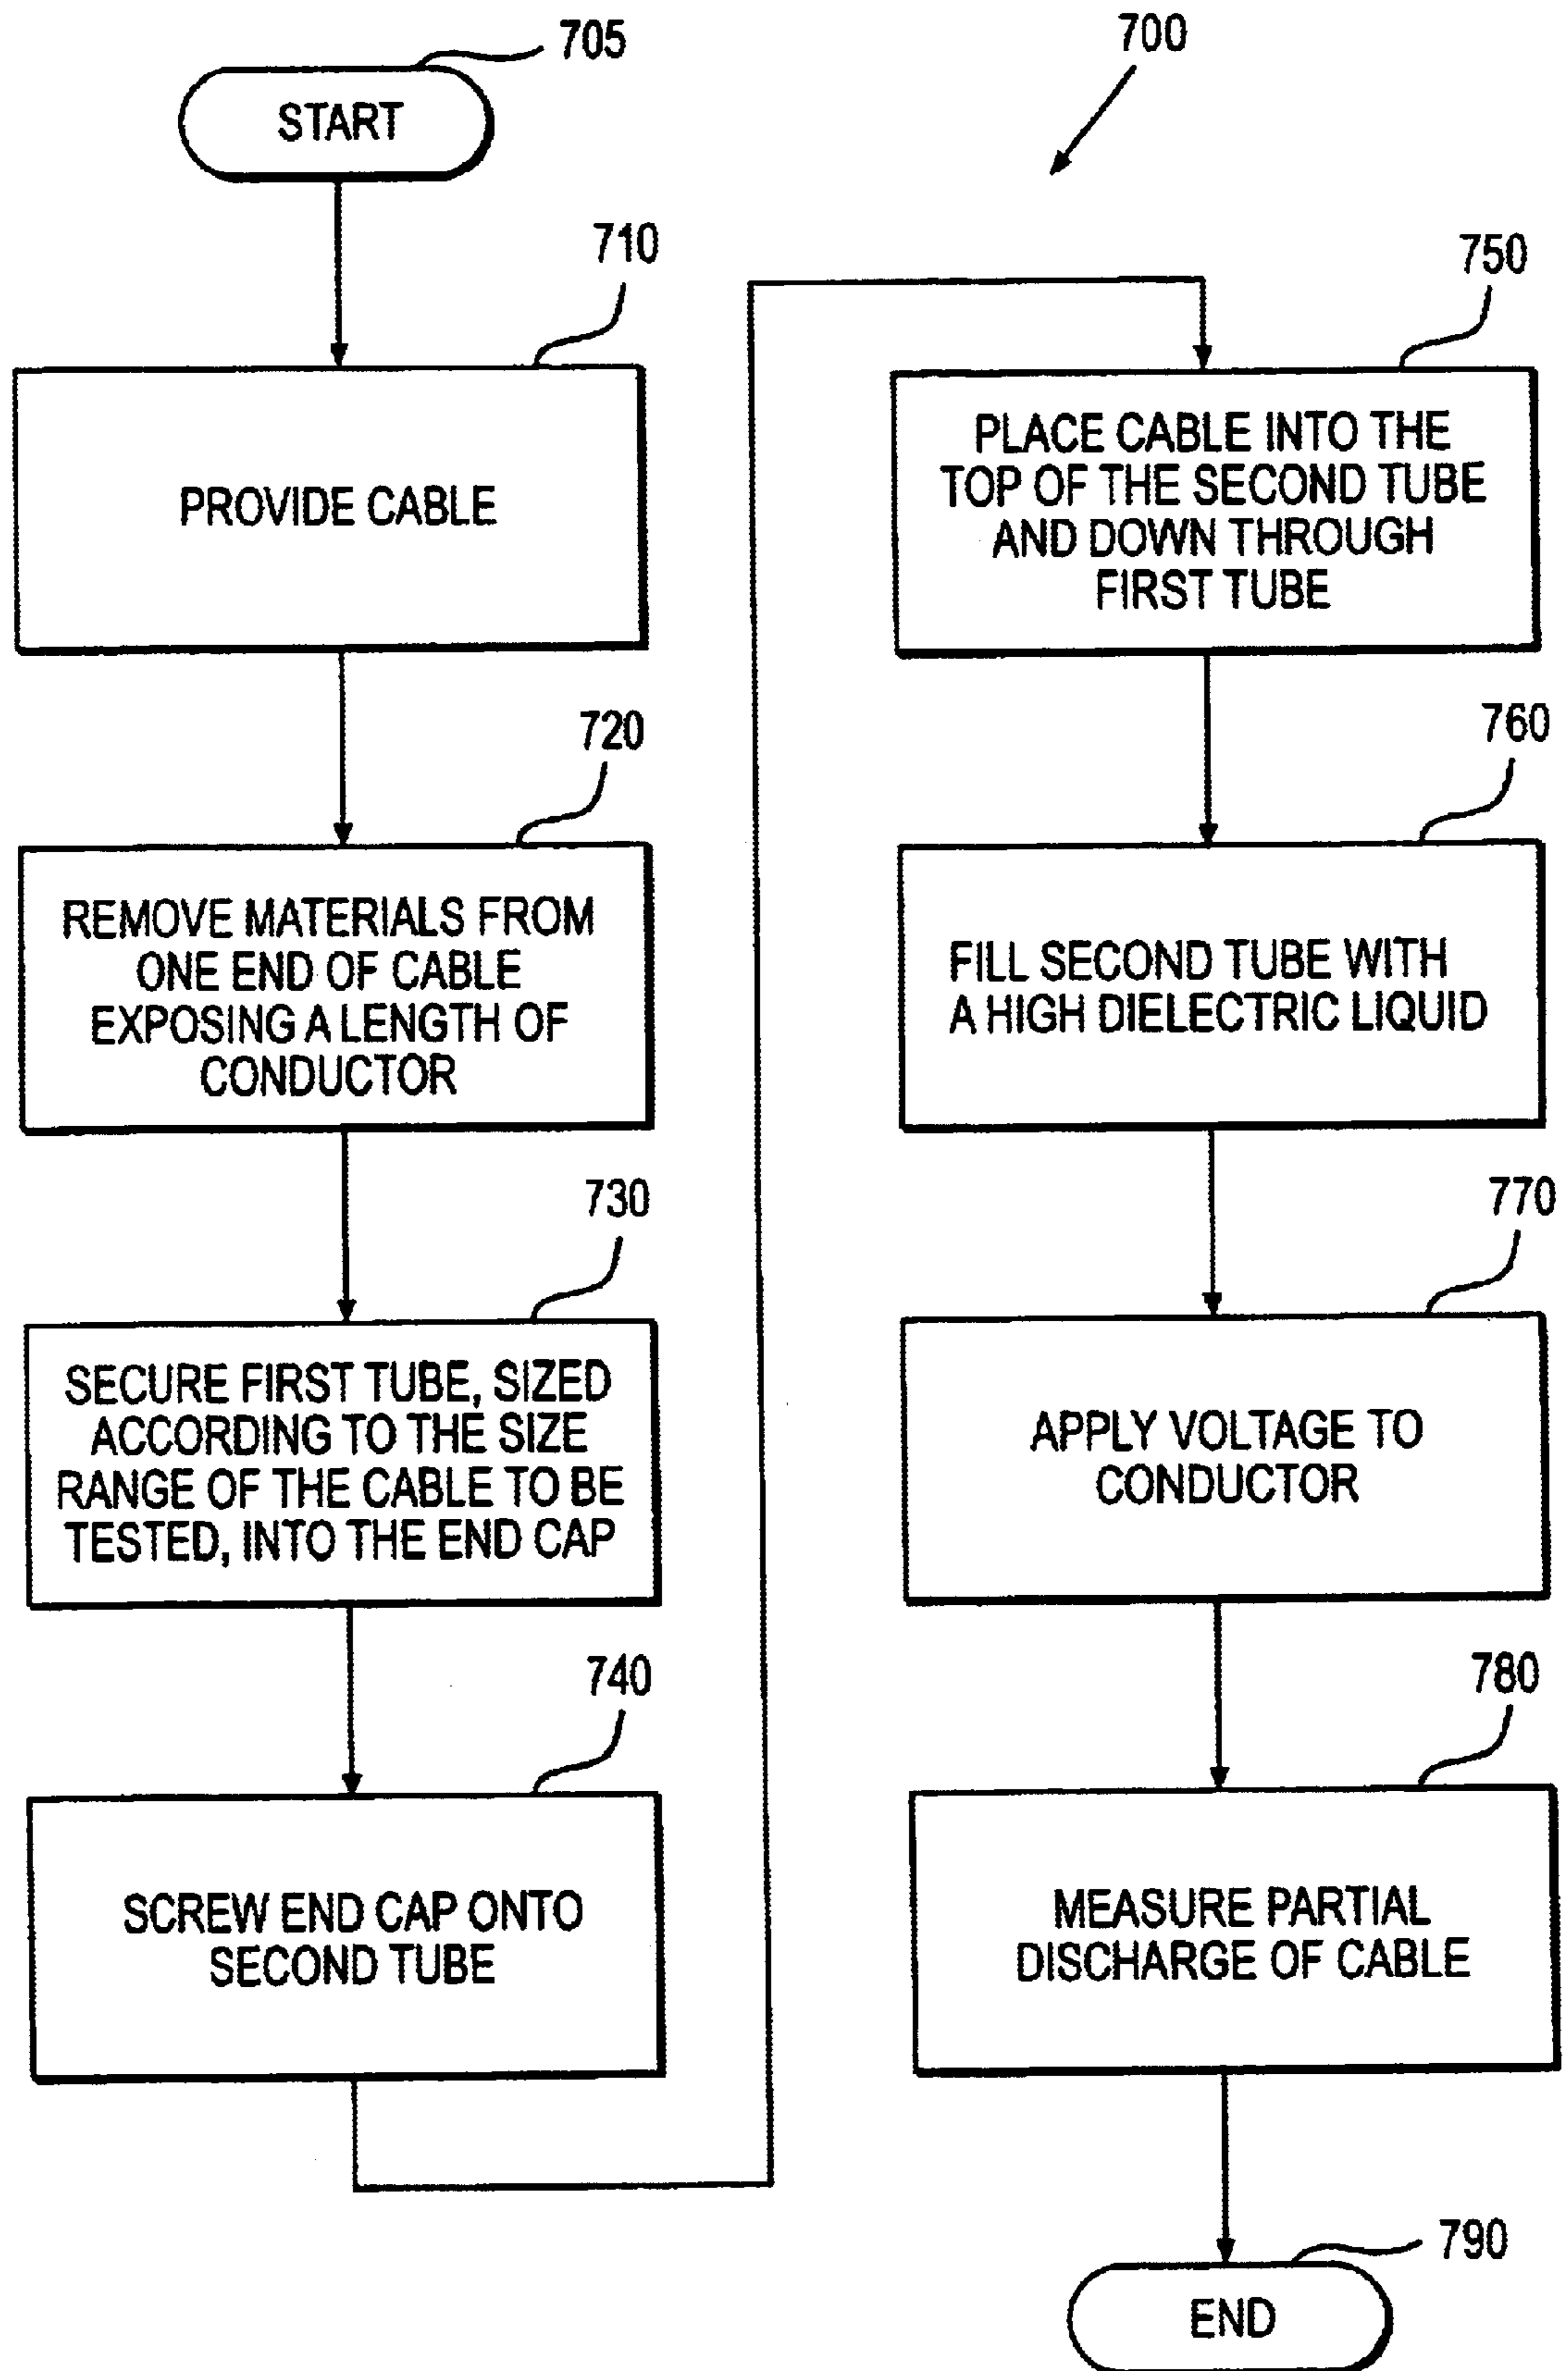 705
START
700
710
PROVIDE CABLE
720
REMOVE MATERIALS FROM
ONE END OF CABLE
EXPOSING A LENGTH OF
CONDUCTOR
730
SECURE FIRST TUBE, SIZED
ACCORDING TO THE SIZE
RANGE OF THE CABLE TO BE
TESTED, INTO THE END CAP
740
SCREW END CAP ONTO
SECOND TUBE
750
PLACE CABLE INTO THE
TOP OF THE SECOND TUBE
AND DOWN THROUGH
FIRST TUBE
760
FILL SECOND TUBE WITH
A HIGH DIELECTRIC LIQUID
770
APPLY VOLTAGE TO
CONDUCTOR
780
MEASURE PARTIAL
DISCHARGE OF CABLE
790
END